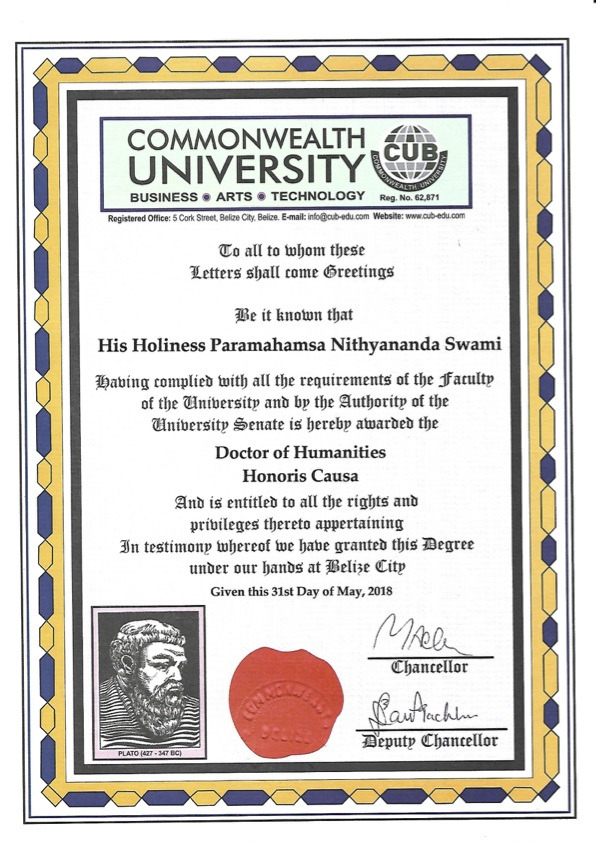 COMMONWEALTH
UNIVERSITY
BUSINESS ● ARTS ● TECHNOLOGY
CUB
COMMONWEALTH UNIVERSITY
Reg. No. 62,871
Registered Office: 5 Cork Street, Belize City, Belize. E-mail: info@cub-edu.com Website: www.cub-edu.com
To all to whom these
Letters shall come Greetings
Be it known that
His Holiness Paramahamsa Nithyananda Swami
Having complied with all the requirements of the Faculty
of the University and by the Authority of the
University Senate is hereby awarded the
Doctor of Humanities
Honoris Causa
And is entitled to all the rights and
privileges thereto appertaining
In testimony whereof we have granted this Degree
under our hands at Belize City
Given this 31st Day of May, 2018
Chancellor
Deputy Chancellor
PLATO (427 - 347 BC)
BELIZE